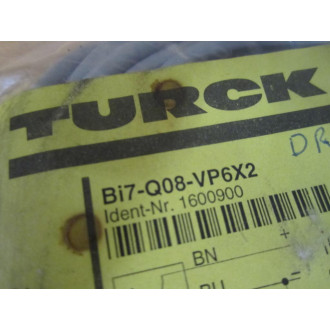 TURCK
DR
Bi7-Q08-VP6X2
Ident-Nr. 1600900
BN
+